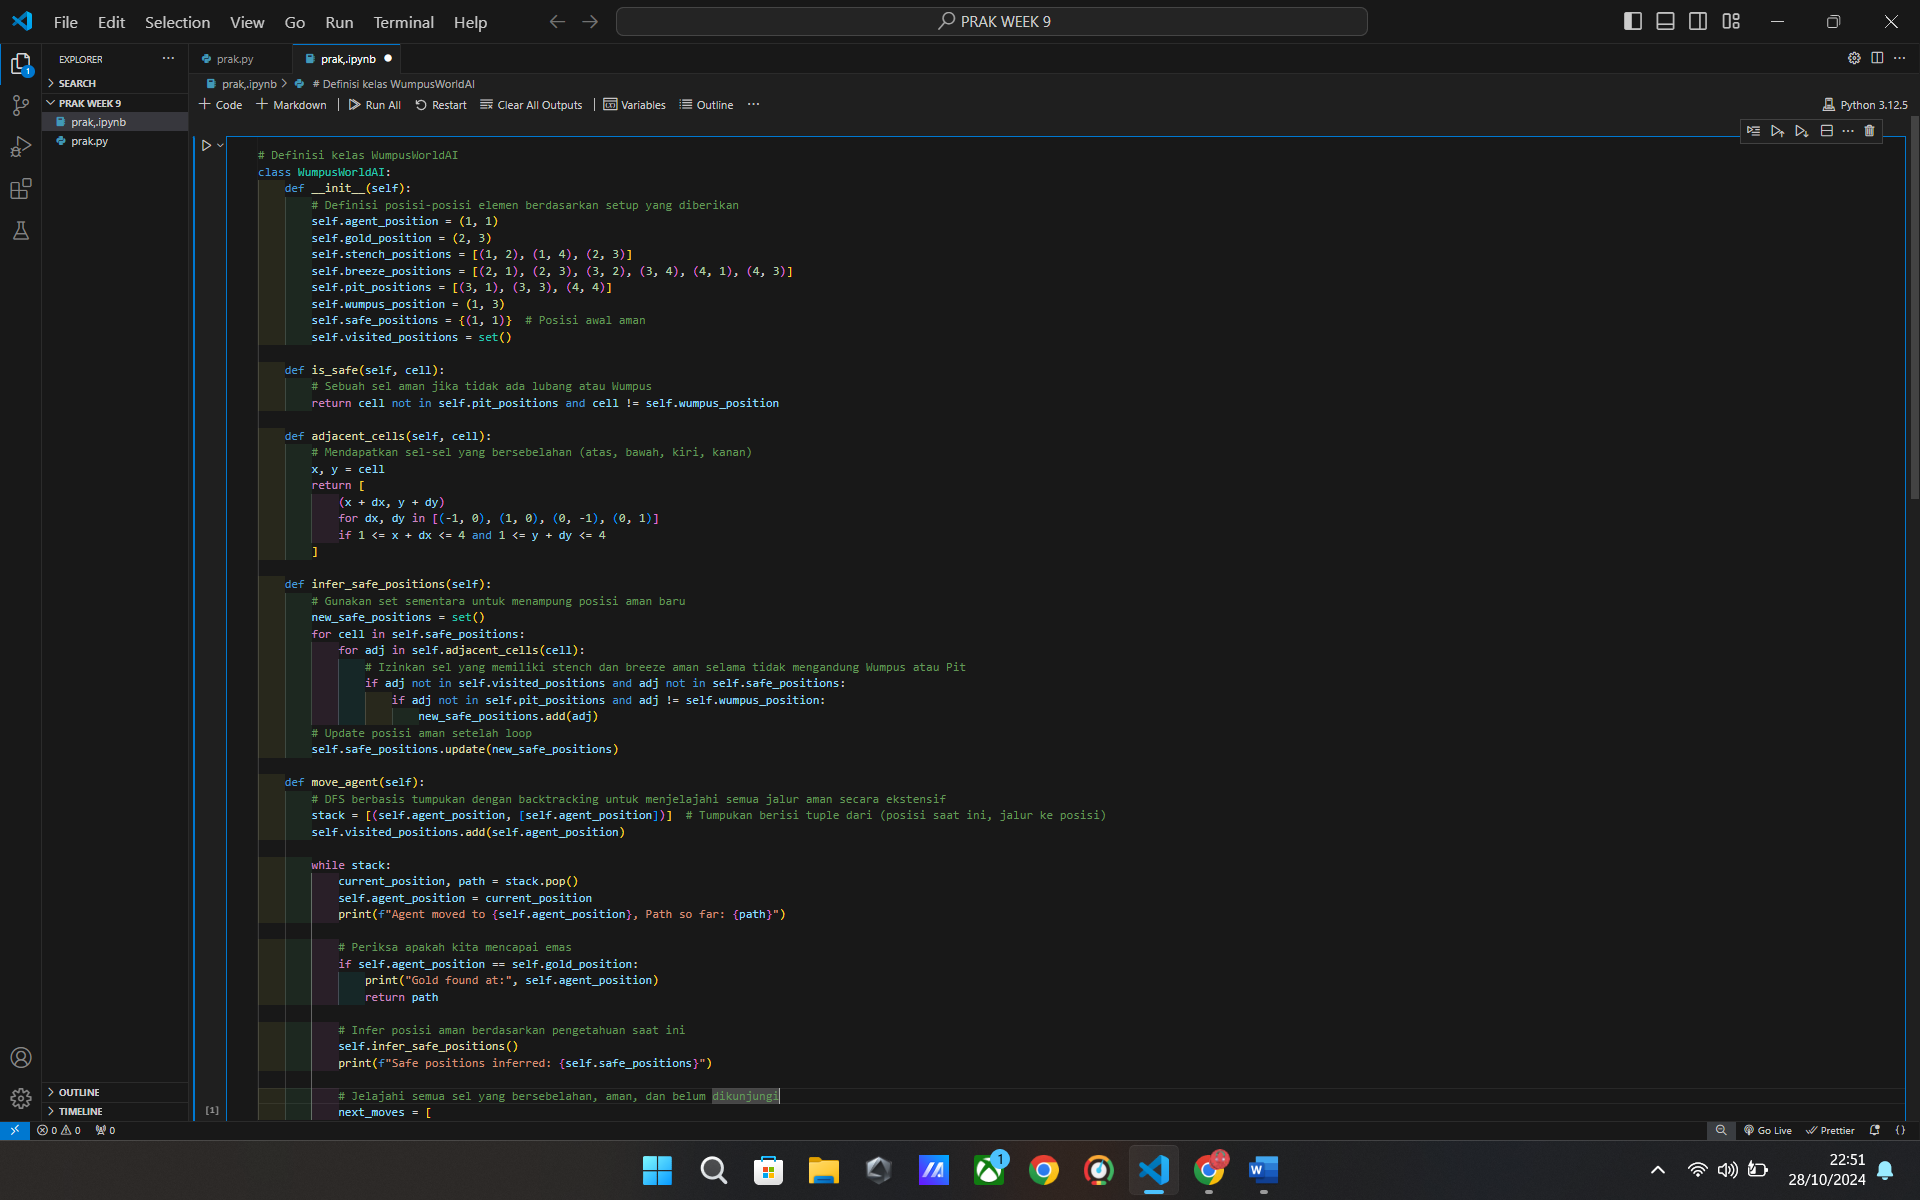 File Edit Selection View Go Run Terminal Help
PRAK WEEK 9
EXPLORER
SEARCH
PRAK WEEK 9
prak,.ipynb
prak.py
OUTLINE
TIMELINE
prak.py
prak,.ipynb
prak,.ipynb > # Definisi kelas WumpusWorldAI
Code Markdown Run All Restart Clear All Outputs Variables Outline ...
Python 3.12.5
# Definisi kelas WumpusWorldAI
class WumpusWorldAI:
def __init__(self):
# Definisi posisi-posisi elemen berdasarkan setup yang diberikan
self.agent_position = (1, 1)
self.gold_position = (2, 3)
self.stench_positions = [(1, 2), (1, 4), (2, 3)]
self.breeze_positions = [(2, 1), (2, 3), (3, 2), (3, 4), (4, 1), (4, 3)]
self.pit_positions = [(3, 1), (3, 3), (4, 4)]
self.wumpus_position = (1, 3)
self.safe_positions = {(1, 1)}  # Posisi awal aman
self.visited_positions = set()
def is_safe(self, cell):
# Sebuah sel aman jika tidak ada lubang atau Wumpus
return cell not in self.pit_positions and cell != self.wumpus_position
def adjacent_cells(self, cell):
# Mendapatkan sel-sel yang bersebelahan (atas, bawah, kiri, kanan)
x, y = cell
return [
(x + dx, y + dy)
for dx, dy in [(-1, 0), (1, 0), (0, -1), (0, 1)]
if 1 <= x + dx <= 4 and 1 <= y + dy <= 4
]
def infer_safe_positions(self):
# Gunakan set sementara untuk menampung posisi aman baru
new_safe_positions = set()
for cell in self.safe_positions:
for adj in self.adjacent_cells(cell):
# Izinkan sel yang memiliki stench dan breeze aman selama tidak mengandung Wumpus atau Pit
if adj not in self.visited_positions and adj not in self.safe_positions:
if adj not in self.pit_positions and adj != self.wumpus_position:
new_safe_positions.add(adj)
# Update posisi aman setelah loop
self.safe_positions.update(new_safe_positions)
def move_agent(self):
# DFS berbasis tumpukan dengan backtracking untuk menjelajahi semua jalur aman secara ekstensif
stack = [(self.agent_position, [self.agent_position])]  # Tumpukan berisi tuple dari (posisi saat ini, jalur ke posisi)
self.visited_positions.add(self.agent_position)
while stack:
current_position, path = stack.pop()
self.agent_position = current_position
print(f"Agent moved to {self.agent_position}, Path so far: {path}")
# Periksa apakah kita mencapai emas
if self.agent_position == self.gold_position:
print("Gold found at:", self.agent_position)
return path
# Infer posisi aman berdasarkan pengetahuan saat ini
self.infer_safe_positions()
print(f"Safe positions inferred: {self.safe_positions}")
# Jelajahi semua sel yang bersebelahan, aman, dan belum dikunjungi
next_moves = [
[1]
0 0 0
Go Live Prettier
1
22:51
28/10/2024